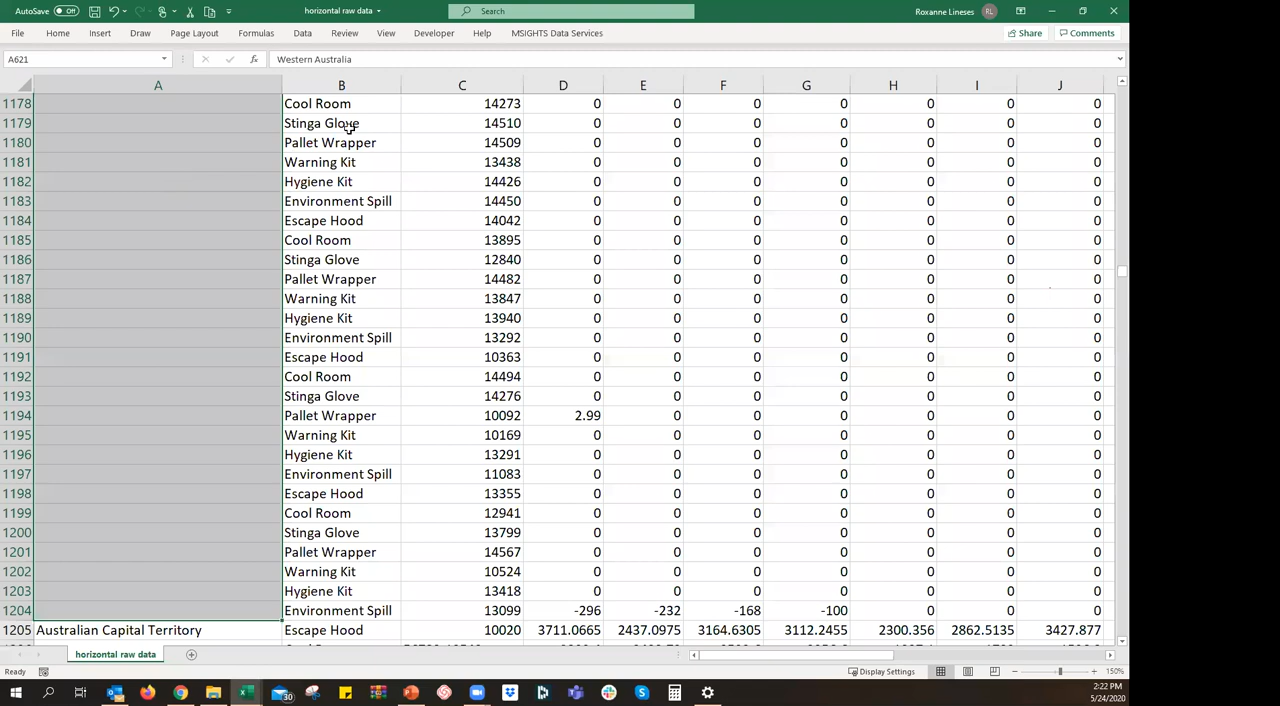 AutoSave Off horizontal raw data Search Roxanne Lineses RL
File Home Insert Draw Page Layout Formulas Data Review View Developer Help MSIGHTS Data Services Share Comments
A621 fx Western Australia
A B C D E F G H I J
1178 Cool Room 14273 0 0 0 0 0 0 0
1179 Stinga Glove 14510 0 0 0 0 0 0 0
1180 Pallet Wrapper 14509 0 0 0 0 0 0 0
1181 Warning Kit 13438 0 0 0 0 0 0 0
1182 Hygiene Kit 14426 0 0 0 0 0 0 0
1183 Environment Spill 14450 0 0 0 0 0 0 0
1184 Escape Hood 14042 0 0 0 0 0 0 0
1185 Cool Room 13895 0 0 0 0 0 0 0
1186 Stinga Glove 12840 0 0 0 0 0 0 0
1187 Pallet Wrapper 14482 0 0 0 0 0 0 0
1188 Warning Kit 13847 0 0 0 0 0 0 0
1189 Hygiene Kit 13940 0 0 0 0 0 0 0
1190 Environment Spill 13292 0 0 0 0 0 0 0
1191 Escape Hood 10363 0 0 0 0 0 0 0
1192 Cool Room 14494 0 0 0 0 0 0 0
1193 Stinga Glove 14276 0 0 0 0 0 0 0
1194 Pallet Wrapper 10092 2.99 0 0 0 0 0 0
1195 Warning Kit 10169 0 0 0 0 0 0 0
1196 Hygiene Kit 13291 0 0 0 0 0 0 0
1197 Environment Spill 11083 0 0 0 0 0 0 0
1198 Escape Hood 13355 0 0 0 0 0 0 0
1199 Cool Room 12941 0 0 0 0 0 0 0
1200 Stinga Glove 13799 0 0 0 0 0 0 0
1201 Pallet Wrapper 14567 0 0 0 0 0 0 0
1202 Warning Kit 10524 0 0 0 0 0 0 0
1203 Hygiene Kit 13418 0 0 0 0 0 0 0
1204 Environment Spill 13099 -296 -232 -168 -100 0 0 0
1205 Australian Capital Territory Escape Hood 10020 3711.0665 2437.0975 3164.6305 3112.2455 2300.356 2862.5135 3427.877
horizontal raw data
Ready Display Settings 150%
30 2:22 PM
5/24/2020